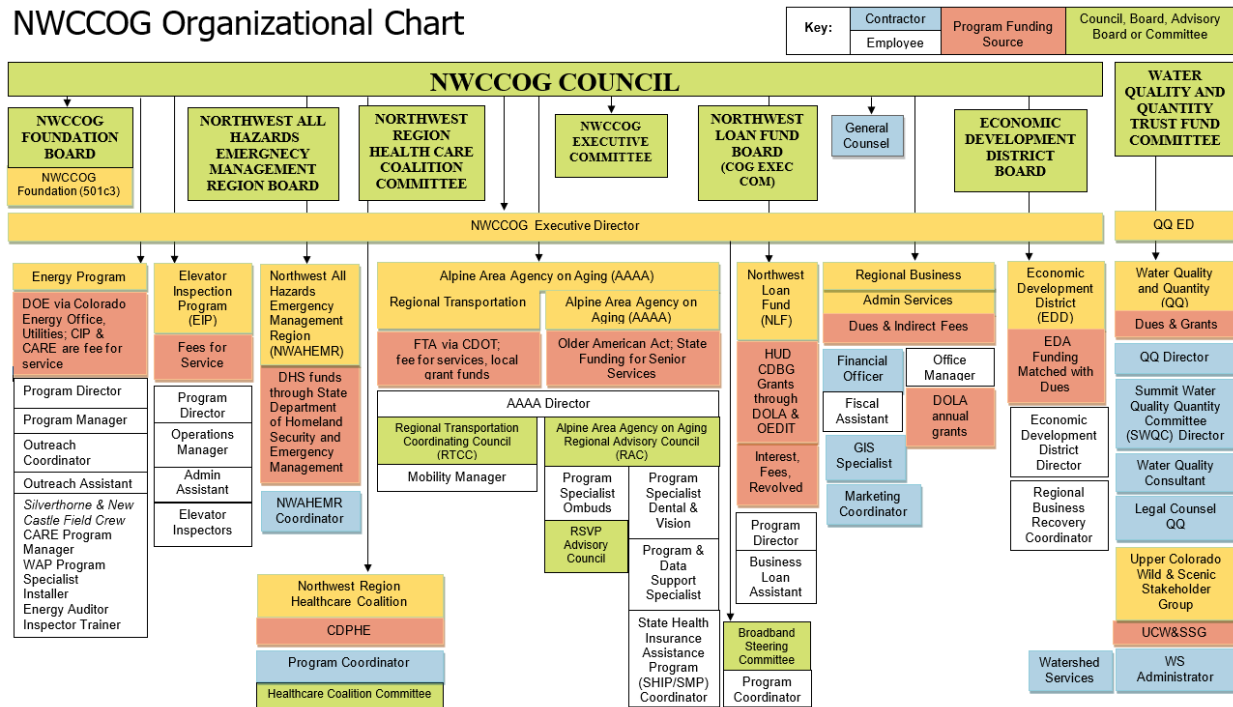 NWCCOG Organizational Chart
Key:
Contractor
Employee
Program Funding
Source
Council, Board, Advisory
Board or Committee
NWCCOG COUNCIL
NWCCOG
FOUNDATION
BOARD
NWCCOG
Foundation (501c3)
NORTHWEST ALL
HAZARDS
EMERGNECY
MANAGEMENT
REGION BOARD
NORTHWEST
REGION
HEALTH CARE
COALITION
COMMITTEE
NWCCOG
EXECUTIVE
COMMITTEE
NORTHWEST
LOAN FUND
BOARD
(COG EXEC
COM)
General
Counsel
ECONOMIC
DEVELOPMENT
DISTRICT
BOARD
WATER
QUALITY AND
QUANTITY
TRUST FUND
COMMITTEE
NWCCOG Executive Director
QQ ED
Energy Program
DOE via Colorado
Energy Office,
Utilities; CIP &
CARE are fee for
service
Program Director
Program Manager
Outreach
Coordinator
Outreach Assistant
Silverthorne & New
Castle Field Crew
CARE Program
Manager
WAP Program
Specialist
Installer
Energy Auditor
Inspector Trainer
Elevator
Inspection
Program
(EIP)
Fees for
Service
Program
Director
Operations
Manager
Admin
Assistant
Elevator
Inspectors
Northwest All
Hazards
Emergency
Management
Region
(NWAHEMR)
DHS funds
through State
Department of
Homeland
Security and
Emergency
Management
NWAHEMR
Coordinator
Northwest Region
Healthcare Coalition
CDPHE
Program Coordinator
Healthcare Coalition Committee
Alpine Area Agency on Aging (AAAA)
Regional Transportation
Alpine Area Agency on
Aging (AAAA)
FTA via CDOT;
fee for services, local
grant funds
Older American Act; State
Funding for Senior
Services
AAAA Director
Regional Transportation
Coordinating Council
(RTCC)
Mobility Manager
Alpine Area Agency on Aging
Regional Advisory Council
(RAC)
Program
Specialist
Ombuds
RSVP
Advisory
Council
Program
Specialist
Dental &
Vision
Program &
Data
Support
Specialist
State Health
Insurance
Assistance
Program
(SHIP/SMP)
Coordinator
Northwest
Loan
Fund
(NLF)
HUD
CDBG
Grants
through
DOLA &
OEDIT
Interest,
Fees,
Revolved
Program
Director
Business
Loan
Assistant
Broadband
Steering
Committee
Program
Coordinator
Regional Business
Admin Services
Dues & Indirect Fees
Financial
Officer
Fiscal
Assistant
GIS
Specialist
Marketing
Coordinator
Office
Manager
DOLA
annual
grants
Economic
Development
District
(EDD)
EDA
Funding
Matched with
Dues
Economic
Development
District
Director
Regional
Business
Recovery
Coordinator
Water Quality
and Quantity
(QQ)
Dues & Grants
QQ Director
Summit Water
Quality Quantity
Committee
(SWQC) Director
Water Quality
Consultant
Legal Counsel
QQ
Upper Colorado
Wild & Scenic
Stakeholder
Group
UCW&SSG
Watershed
Services
WS
Administrator